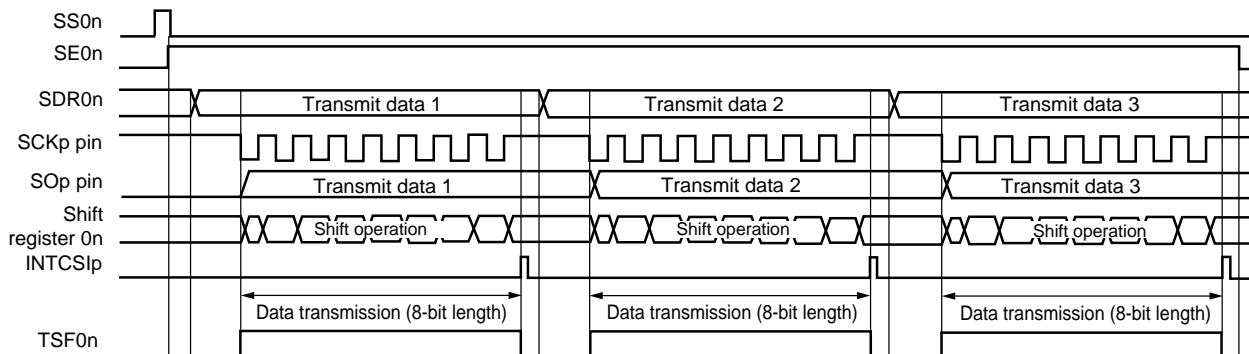 SS0n
SE0n
SDR0n Transmit data 1 Transmit data 2 Transmit data 3
SCKp pin
SOp pin Transmit data 1 Transmit data 2 Transmit data 3
Shift
register 0n Shift operation Shift operation Shift operation
INTCSIp
Data transmission (8-bit length) Data transmission (8-bit length) Data transmission (8-bit length)
TSF0n